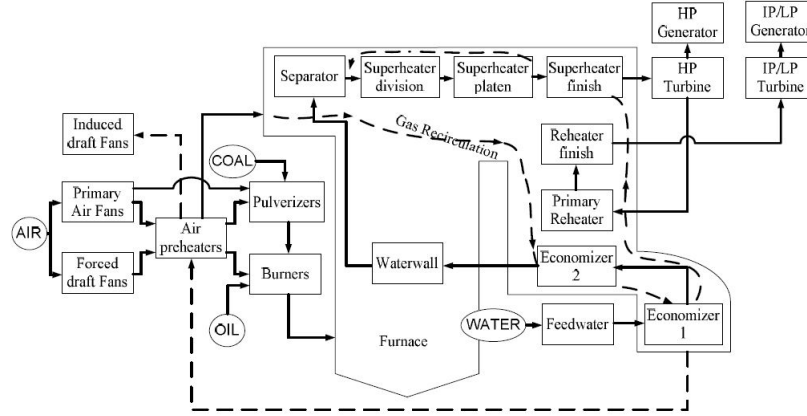 HP
Generator
IP/LP
Generator
Separator
Superheater
division
Superheater
platen
Superheater
finish
HP
Turbine
IP/LP
Turbine
Induced
draft Fans
Gas Recirculation
COAL
Reheater
finish
Primary
Air Fans
Pulverizers
Primary
Reheater
AIR
Air
preheaters
Forced
draft Fans
Burners
Waterwall
Economizer
2
OIL
Furnace
WATER
Feedwater
Economizer
1